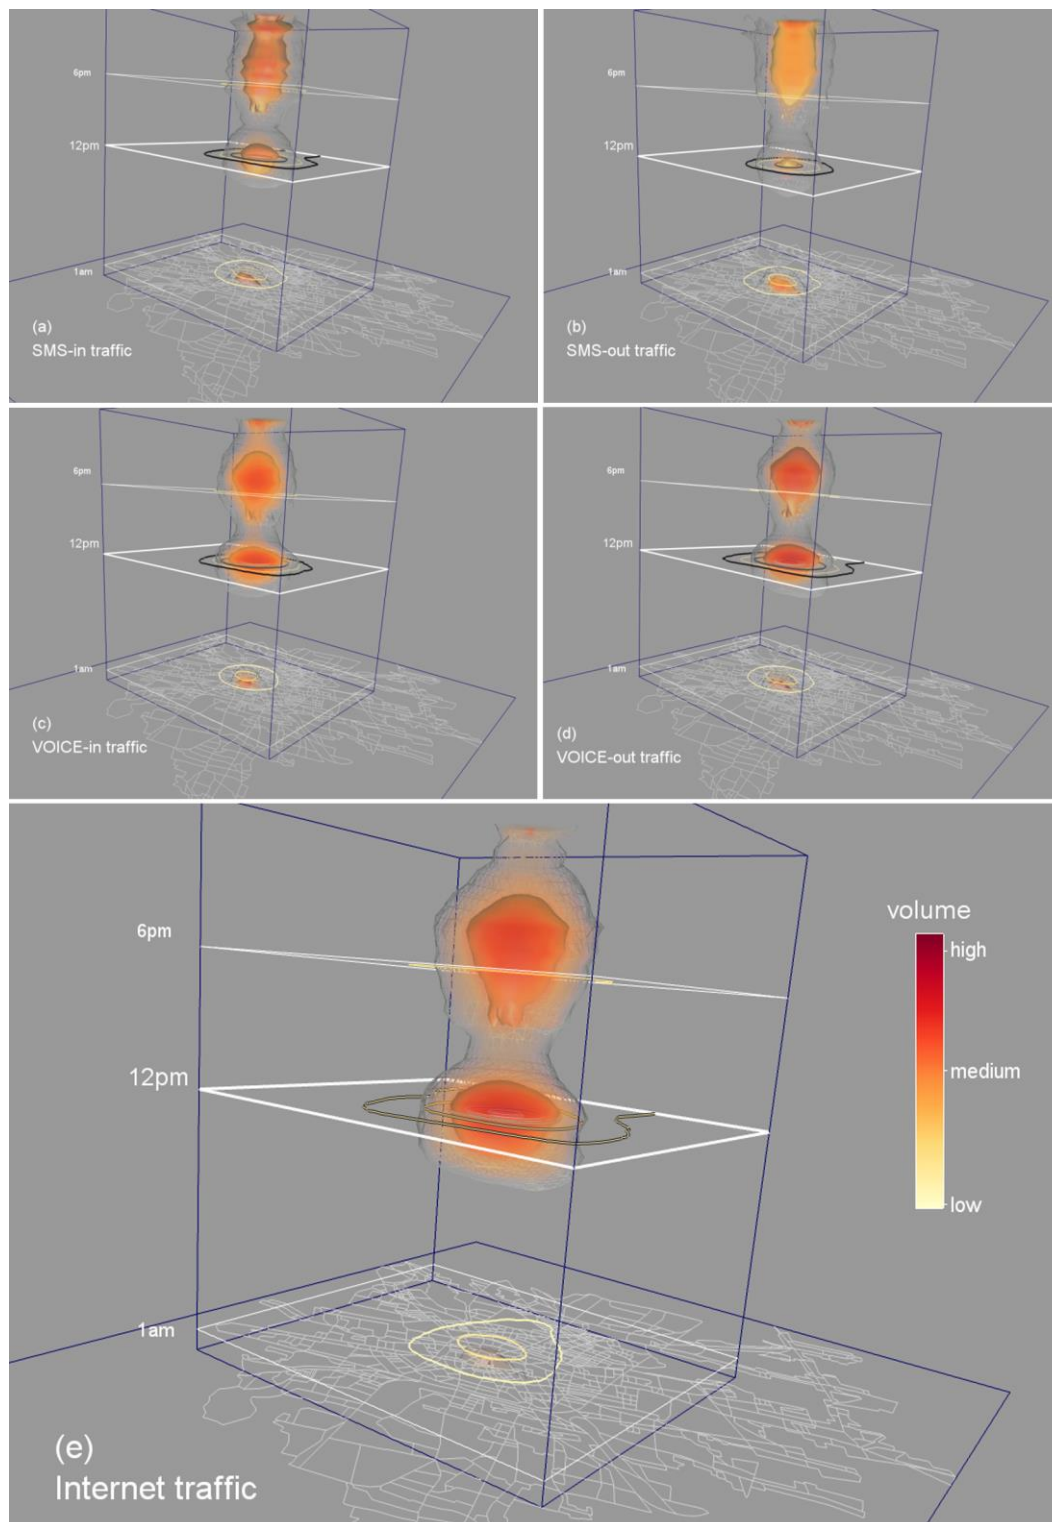 6pm
12pm
1am
(a)
SMS-in traffic
6pm
12pm
1am
(b)
SMS-out traffic
6pm
12pm
1am
(c)
VOICE-in traffic
6pm
12pm
1am
(d)
VOICE-out traffic
6pm
12pm
1am
(e)
Internet traffic
volume
high
medium
low